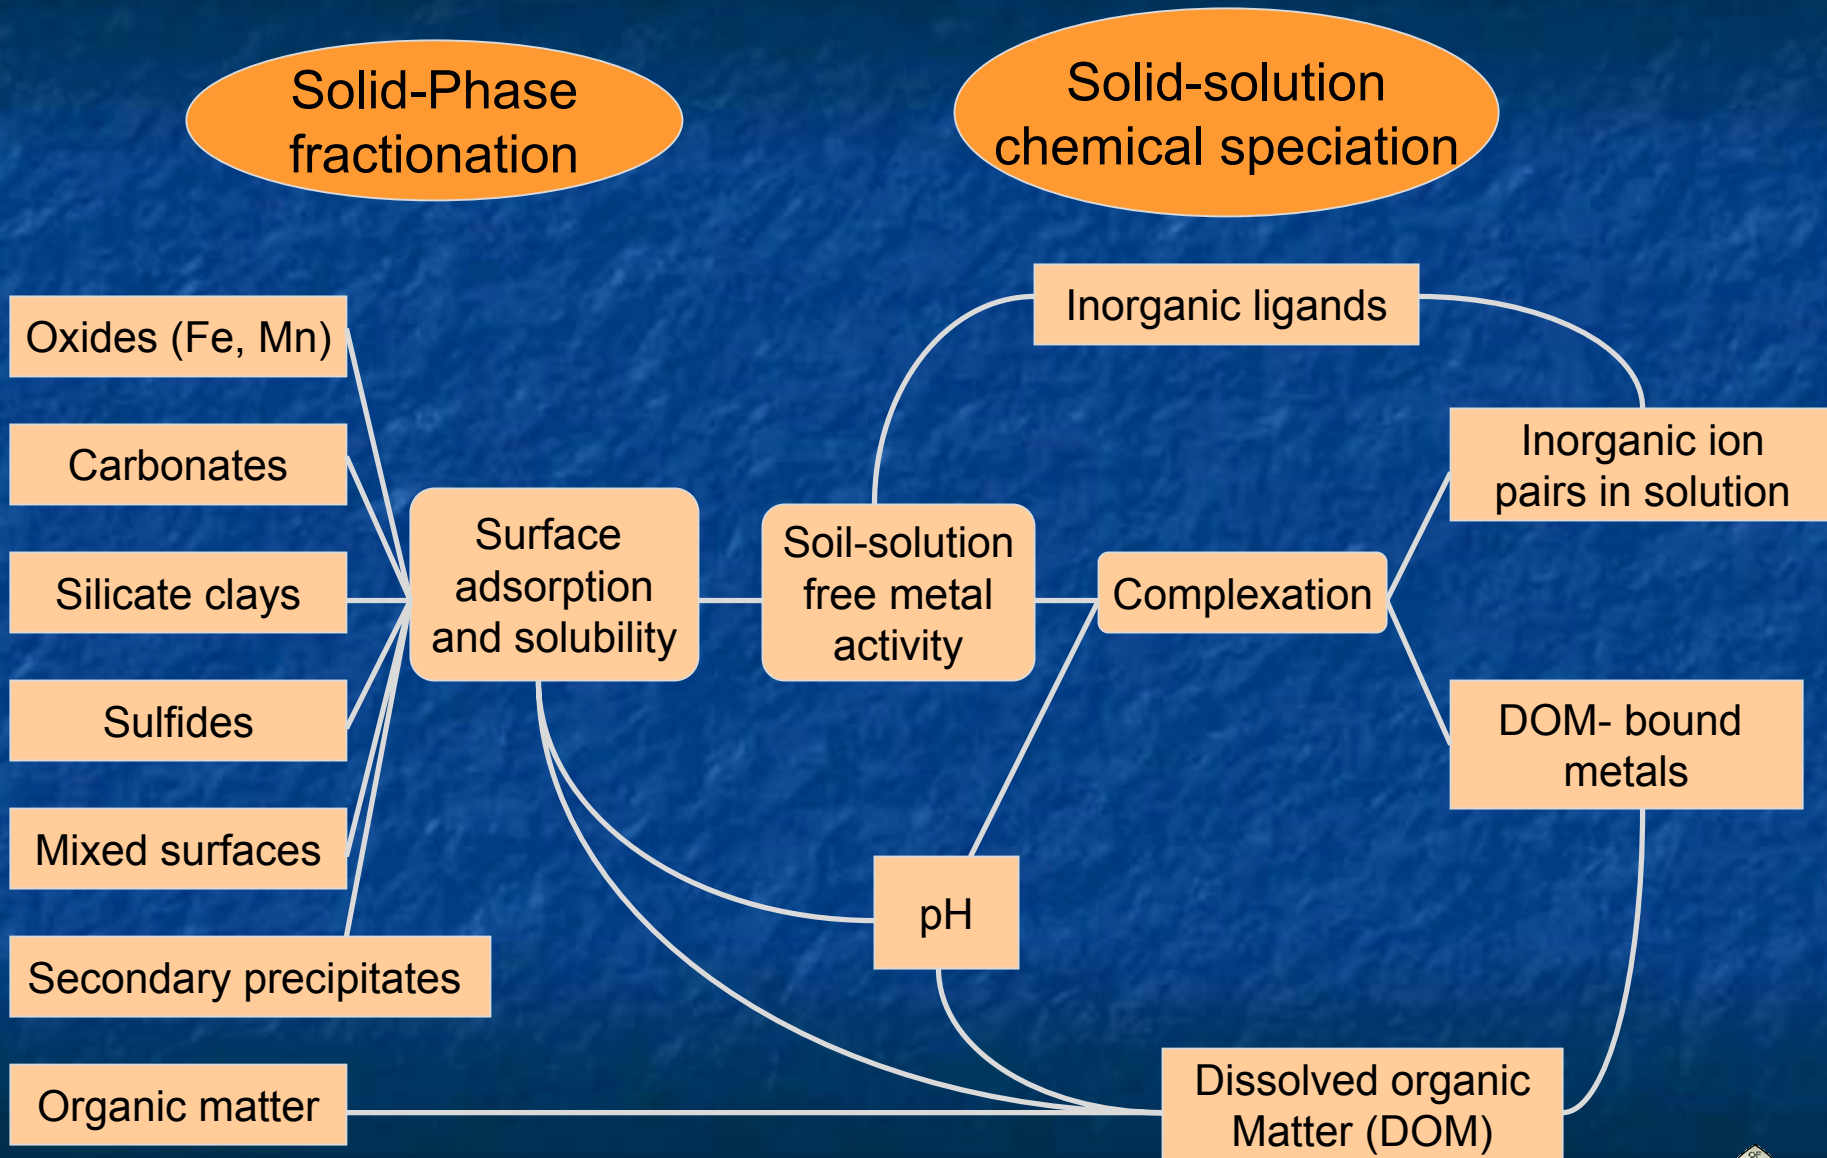 Solid-Phase
fractionation
Solid-solution
chemical speciation
Inorganic ligands
Oxides (Fe, Mn)
Carbonates
Silicate clays
Sulfides
Mixed surfaces
Secondary precipitates
Organic matter
Surface
adsorption
and solubility
Soil-solution
free metal
activity
Complexation
Inorganic ion
pairs in solution
DOM- bound
metals
pH
Dissolved organic
Matter (DOM)
OF